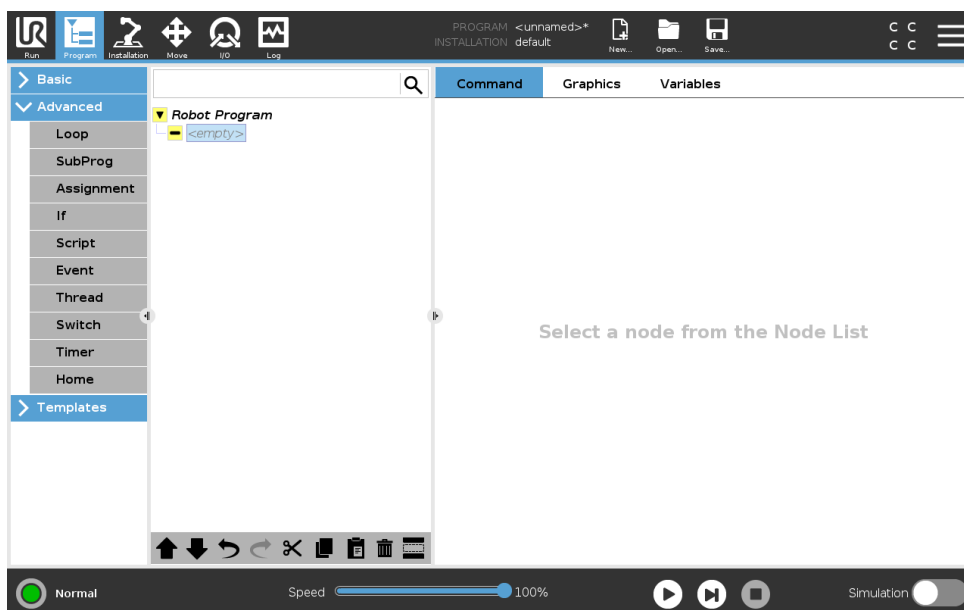 UR
Run
Program
Installation
Move
I/O
Log
PROGRAM <unnamed>*
INSTALLATION default
New...
Open...
Save...
C C
C C
Basic
Advanced
Loop
SubProg
Assignment
If
Script
Event
Thread
Switch
Timer
Home
Templates
Robot Program
<empty>
Command
Graphics
Variables
Select a node from the Node List
Normal
Speed
100%
Simulation